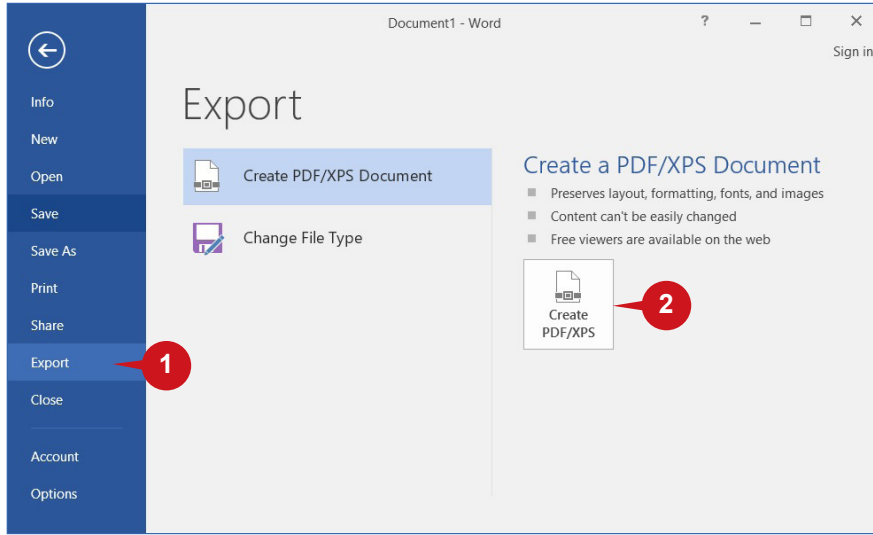 Document1 - Word
?
Sign in
Info
New
Open
Save
Save As
Print
Share
Export
Close
Account
Options
Export
Create PDF/XPS Document
Change File Type
Create a PDF/XPS Document
Preserves layout, formatting, fonts, and images
Content can't be easily changed
Free viewers are available on the web
Create
PDF/XPS
1
2